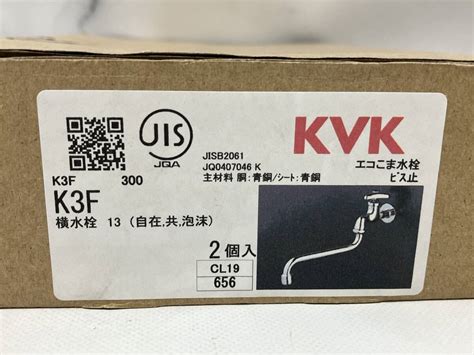 JIS
JQA
JISB2061
JQ0407046 K
主材料 胴:青銅/シート:青銅
KVK
エコこま水栓
ビス止
K3F 300
K3F
横水栓 13 (自在,共,泡沫)
2個入
CL19
656